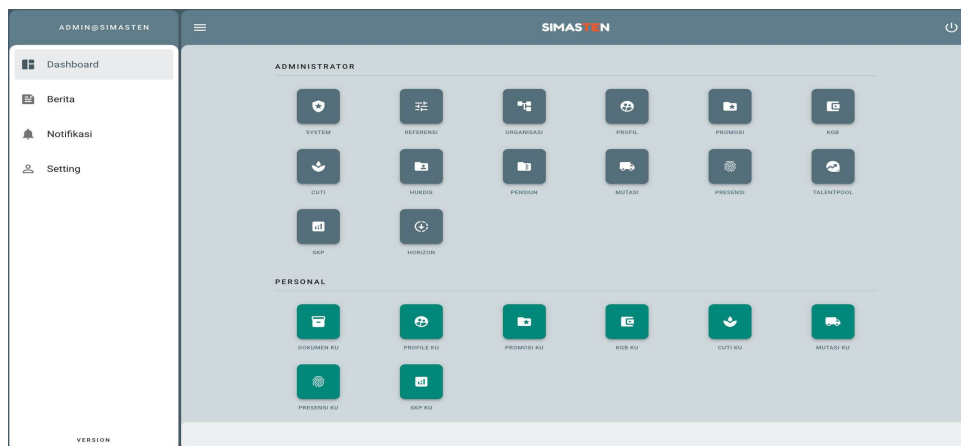 ADMIN@SIMASTEN
SIMASTEN
Dashboard
Berita
Notifikasi
Setting
VERSION
ADMINISTRATOR
SYSTEM REFERENSI ORGANISASI PROFIL PROMOSI KGB
CUTI HUKDIS PENSIUN MUTASI PRESENSI TALENTPOOL
SKP HORIZON
PERSONAL
DOKUMEN KU PROFILE KU PROMOSI KU KGB KU CUTI KU MUTASI KU
PRESENSI KU SKP KU